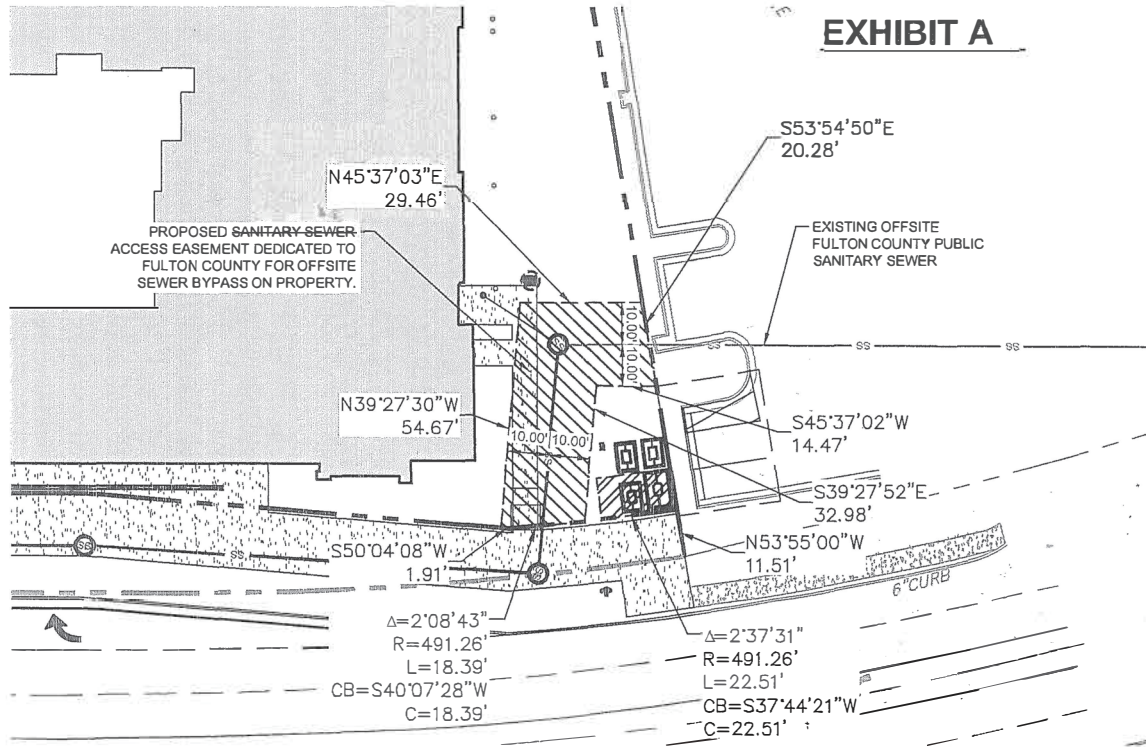 EXHIBIT A
S53°54'50"E
20.28'
N45°37'03"E
29.46'
PROPOSED SANITARY SEWER
ACCESS EASEMENT DEDICATED TO
FULTON COUNTY FOR OFFSITE
SEWER BYPASS ON PROPERTY.
EXISTING OFFSITE
FULTON COUNTY PUBLIC
SANITARY SEWER
10.00'
10.00'
SS
SS
SS
SS
N39°27'30"W
54.67'
10.00'
10.00'
S45°37'02"W
14.47'
S39°27'52"E
32.98'
N53°55'00"W
11.51'
S50°04'08"W
1.91'
SS
SS
SS
6"CURB
Δ=2°08'43"
R=491.26'
L=18.39'
CB=S40°07'28"W
C=18.39'
Δ=2°37'31"
R=491.26'
L=22.51'
CB=S37°44'21"W
C=22.51'